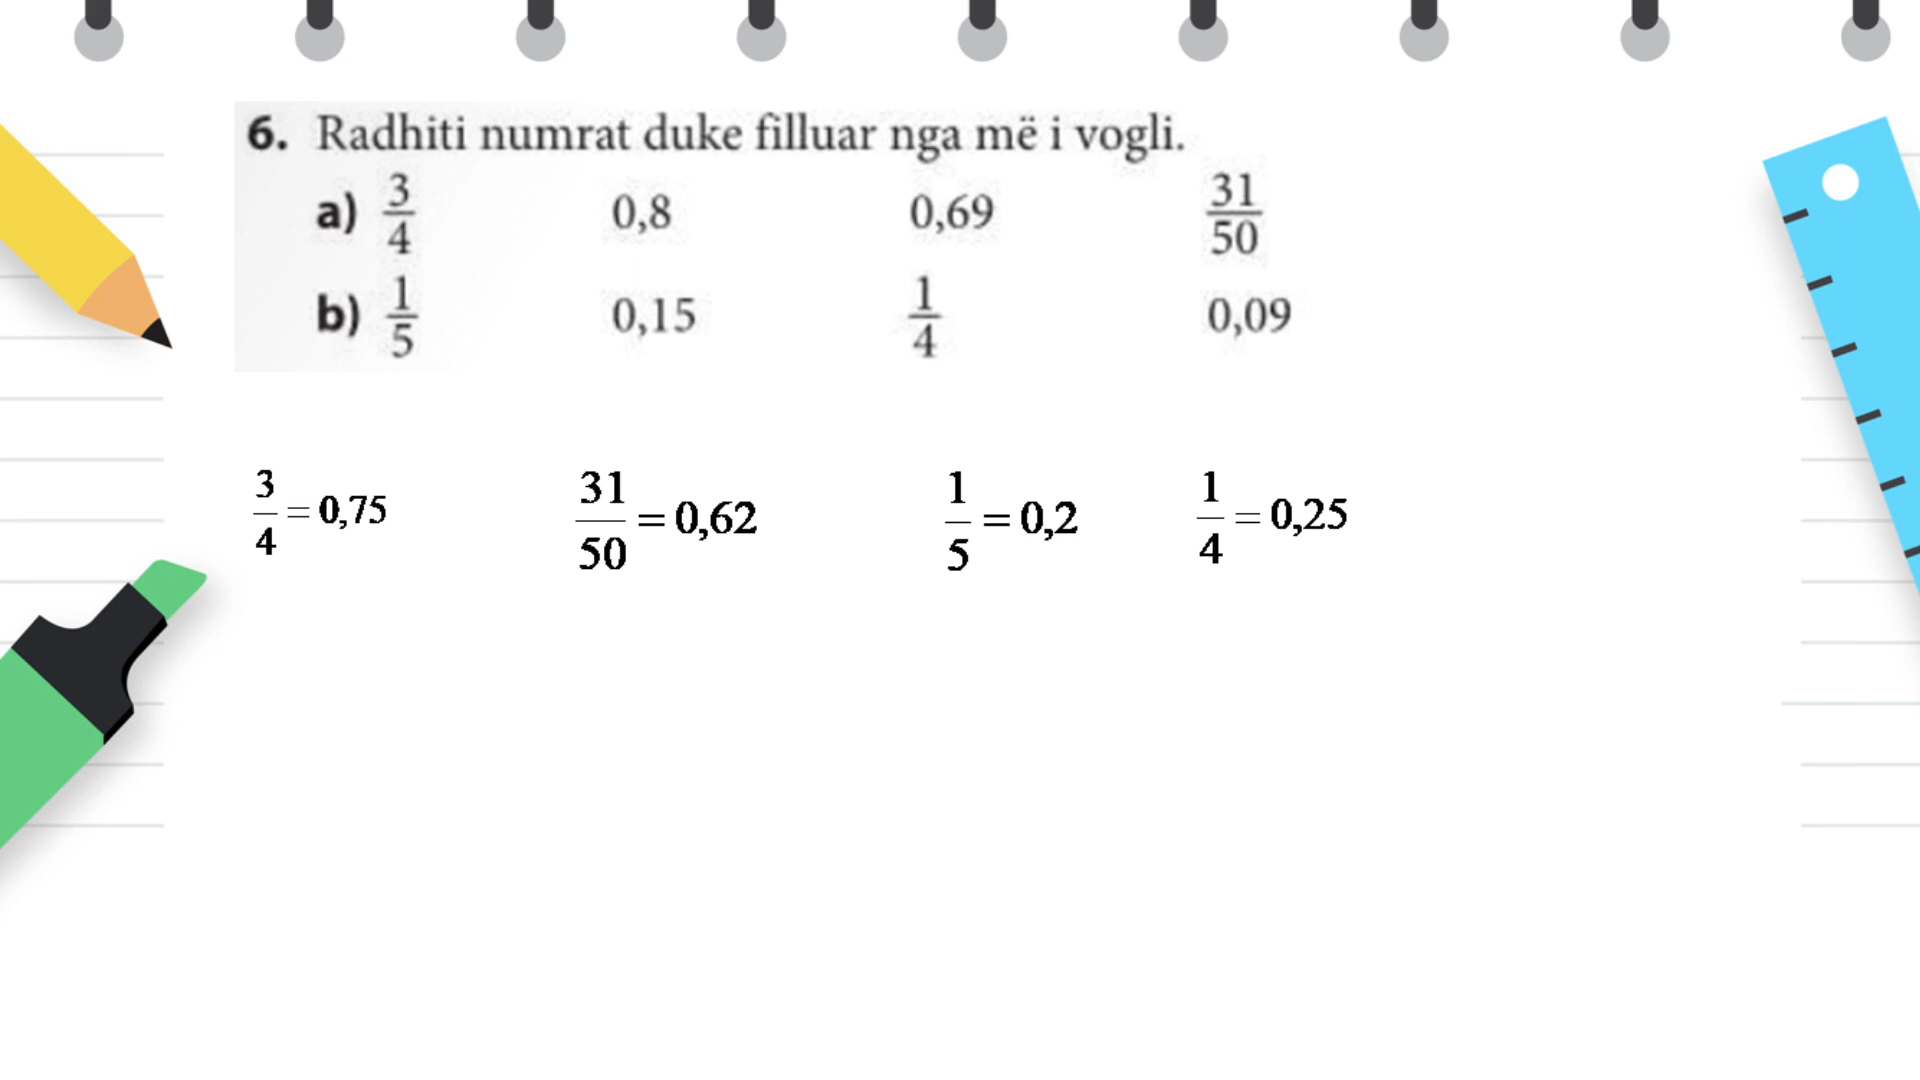 6. Radhiti numrat duke filluar nga më i vogli.
a) 3/4 0,8 0,69 31/50
b) 1/5 0,15 1/4 0,09
3/4 = 0,75 31/50 = 0,62 1/5 = 0,2 1/4 = 0,25